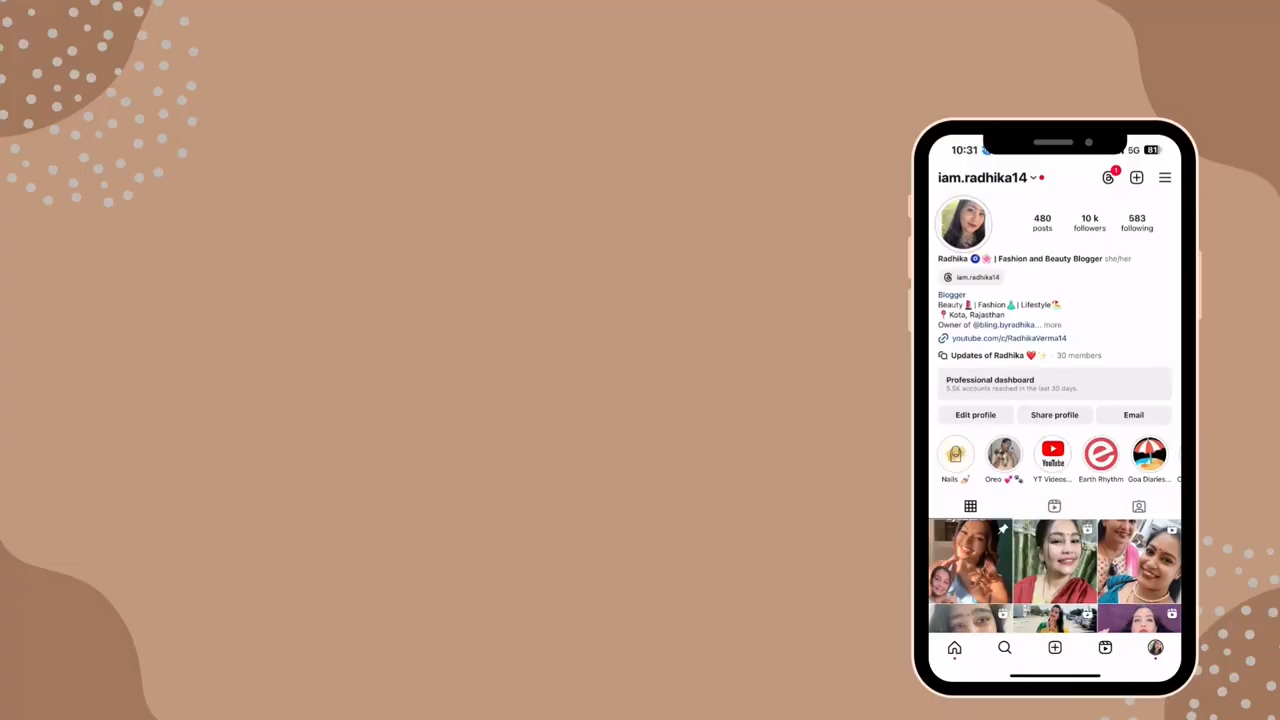 10:31 5G 81
iam.radhika14 1
480 10 k 583
posts followers following
Radhika 🧿🌸 | Fashion and Beauty Blogger she/her
iam.radhika14
Blogger
Beauty💄| Fashion👗| Lifestyle🏖️
📍 Kota, Rajasthan
Owner of @bling.byradhika... more
youtube.com/c/RadhikaVerma14
Updates of Radhika ❤️✨ · 30 members
Professional dashboard
5.5K accounts reached in the last 30 days.
Edit profile Share profile Email
YouTube
Nails 💅 Oreo 💕🐾 YT Videos... Earth Rhythm Goa Diaries...